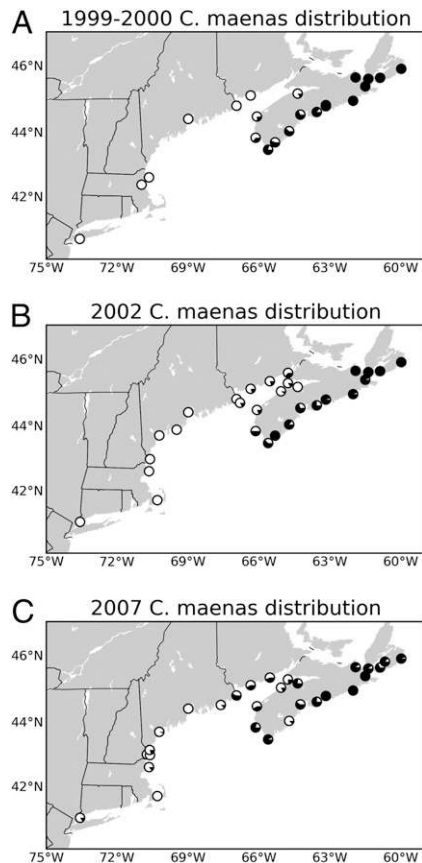 A
1999-2000 C. maenas distribution
46°N
44°N
42°N
75°W 72°W 69°W 66°W 63°W 60°W
B
2002 C. maenas distribution
46°N
44°N
42°N
75°W 72°W 69°W 66°W 63°W 60°W
C
2007 C. maenas distribution
46°N
44°N
42°N
75°W 72°W 69°W 66°W 63°W 60°W